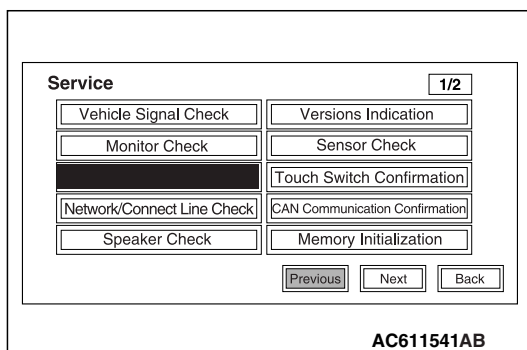 Service 1/2
Vehicle Signal Check Versions Indication
Monitor Check Sensor Check
Touch Switch Confirmation
Network/Connect Line Check CAN Communication Confirmation
Speaker Check Memory Initialization
Previous Next Back
AC611541AB